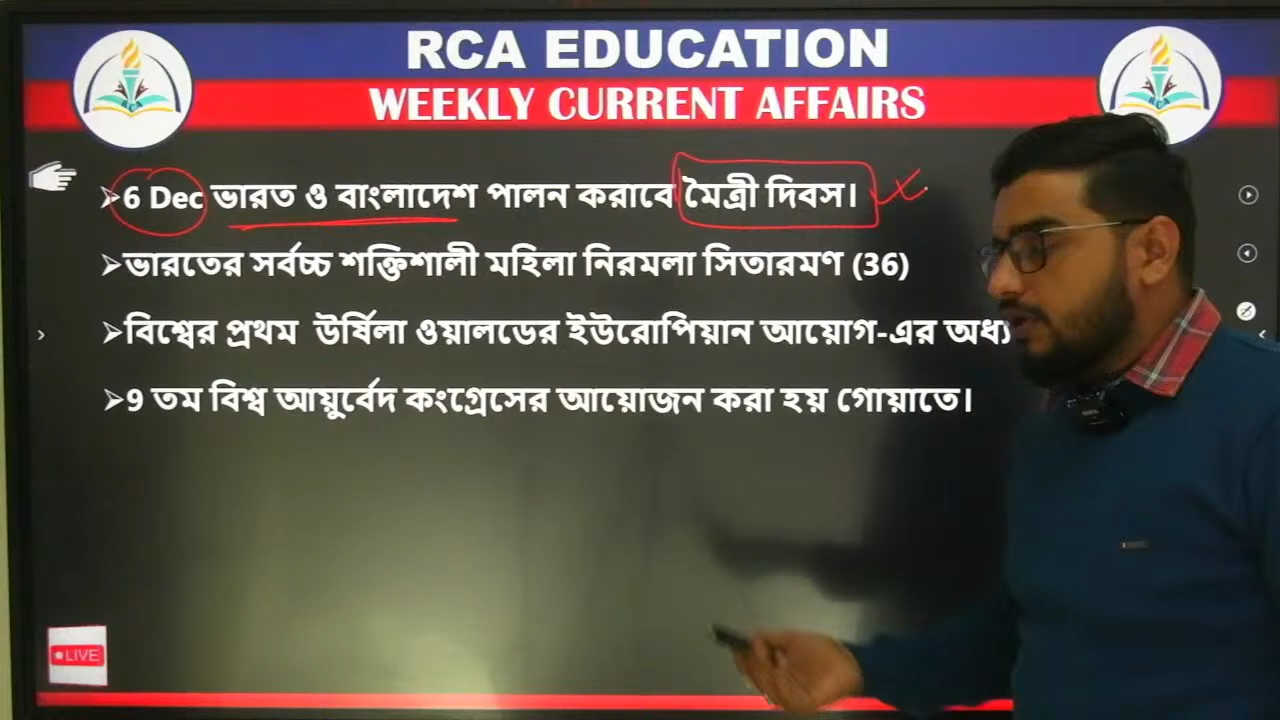 RCA EDUCATION
WEEKLY CURRENT AFFAIRS
➢6 Dec ভারত ও বাংলাদেশ পালন করাবে মৈত্রী দিবস।
➢ভারতের সর্বচ্চ শক্তিশালী মহিলা নিরমলা সিতারমণ (36)
➢বিশ্বের প্রথম উর্ষিলা ওয়ালডের ইউরোপিয়ান আয়োগ-এর
➢9 তম বিশ্ব আয়ুর্বেদ কংগ্রেসের আয়োজন করা হয় গোয়াতে।
LIVE
RCA